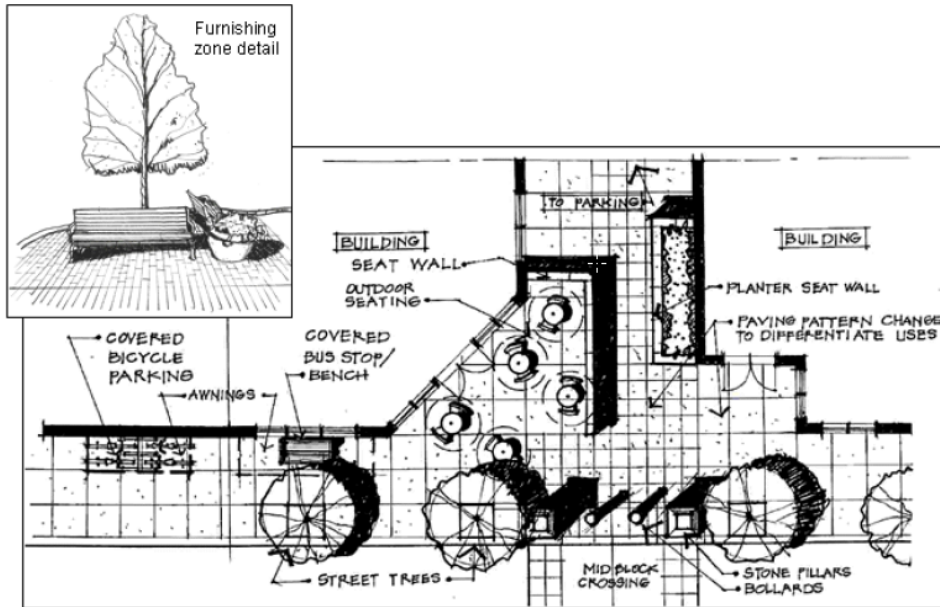 Furnishing
zone detail
TO PARKING
BUILDING
BUILDING
SEAT WALL
OUTDOOR
SEATING
PLANTER SEAT WALL
COVERED
BICYCLE
PARKING
COVERED
BUS STOP/
BENCH
PAVING PATTERN CHANGE
TO DIFFERENTIATE USES
AWNINGS
STREET TREES
MID BLOCK
CROSSING
STONE PILLARS
BOLLARDS